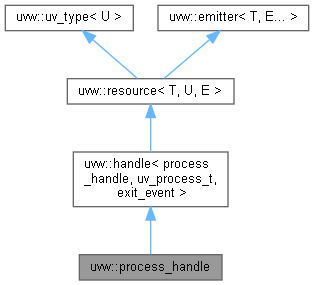 uvw::uv_type< U >
uvw::emitter< T, E... >
uvw::resource< T, U, E >
uvw::handle< process
_handle, uv_process_t,
exit_event >
uvw::process_handle